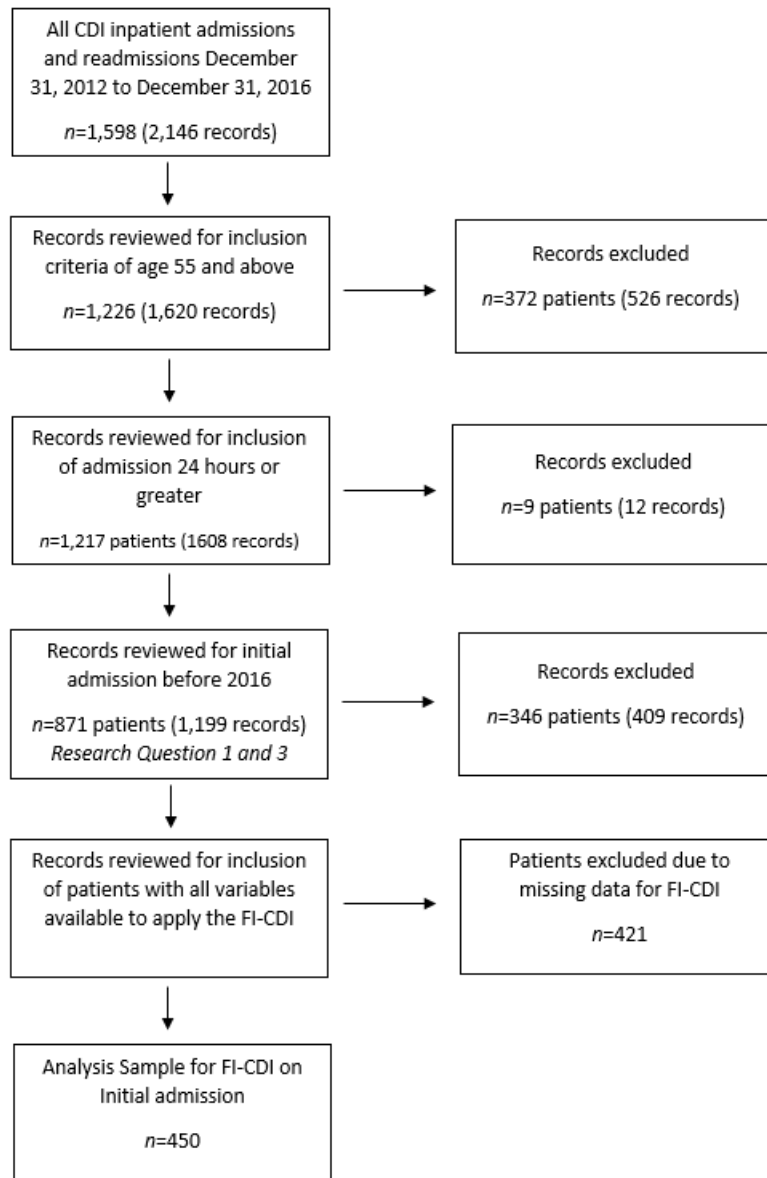 All CDI inpatient admissions
and readmissions December
31, 2012 to December 31, 2016
n=1,598 (2,146 records)
Records reviewed for inclusion
criteria of age 55 and above
n=1,226 (1,620 records)
Records excluded
n=372 patients (526 records)
Records reviewed for inclusion
of admission 24 hours or
greater
n=1,217 patients (1608 records)
Records excluded
n=9 patients (12 records)
Records reviewed for initial
admission before 2016
n=871 patients (1,199 records)
Research Question 1 and 3
Records excluded
n=346 patients (409 records)
Records reviewed for inclusion
of patients with all variables
available to apply the FI-CDI
Patients excluded due to
missing data for FI-CDI
n=421
Analysis Sample for FI-CDI on
Initial admission
n=450